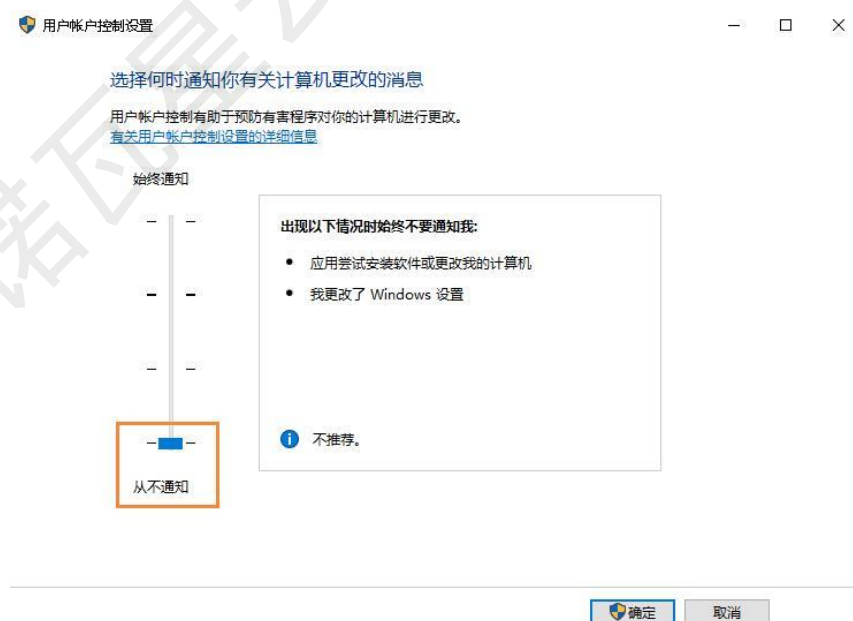 用户帐户控制设置
选择何时通知你有关计算机更改的消息
用户帐户控制有助于预防有害程序对你的计算机进行更改。
有关用户帐户控制设置的详细信息
始终通知
出现以下情况时始终不要通知我:
应用尝试安装软件或更改我的计算机
我更改了 Windows 设置
不推荐。
从不通知
确定
取消
诺瓦星云